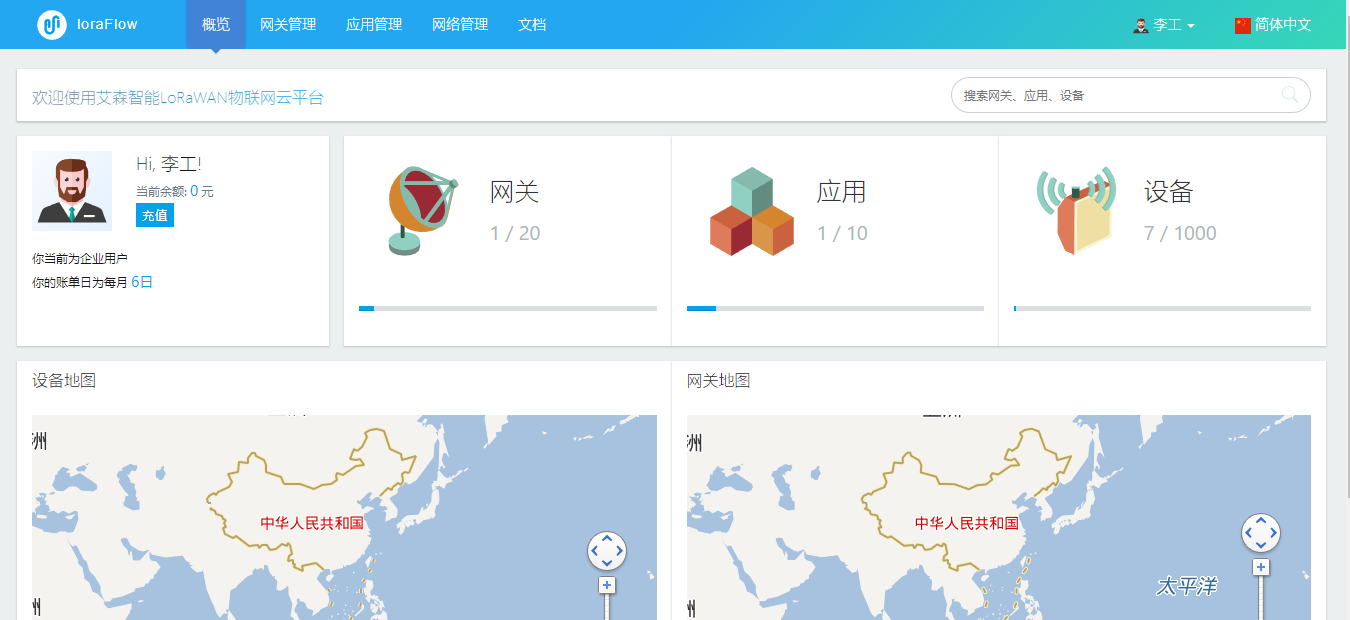 loraFlow 概览 网关管理 应用管理 网络管理 文档 李工 简体中文
欢迎使用艾森智能LoRaWAN物联网云平台 搜索网关、应用、设备
Hi, 李工!
当前余额: 0 元
充值
你当前为企业用户
你的账单日为每月 6日
网关
1 / 20
应用
1 / 10
设备
7 / 1000
设备地图
洲
中华人民共和国
州
网关地图
洲
中华人民共和国
太平洋
州